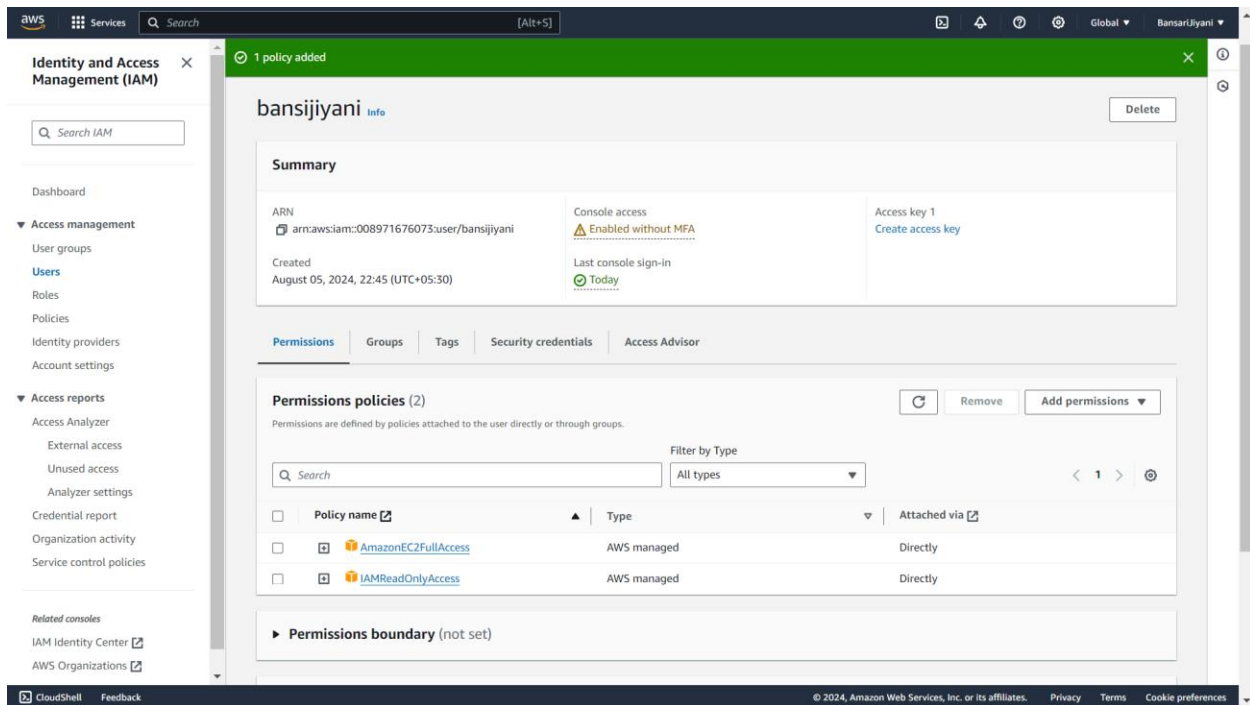 aws Services Search [Alt+S] Global BansariJiyani
Identity and Access Management (IAM)
Search IAM
Dashboard
Access management
User groups
Users
Roles
Policies
Identity providers
Account settings
Access reports
Access Analyzer
External access
Unused access
Analyzer settings
Credential report
Organization activity
Service control policies
Related consoles
IAM Identity Center
AWS Organizations
1 policy added
bansijiyani Info Delete
Summary
ARN
arn:aws:iam::008971676073:user/bansijiyani
Created
August 05, 2024, 22:45 (UTC+05:30)
Console access
Enabled without MFA
Last console sign-in
Today
Access key 1
Create access key
Permissions Groups Tags Security credentials Access Advisor
Permissions policies (2) Remove Add permissions
Permissions are defined by policies attached to the user directly or through groups.
Filter by Type
Search All types 1
Policy name Type Attached via
AmazonEC2FullAccess AWS managed Directly
IAMReadOnlyAccess AWS managed Directly
Permissions boundary (not set)
CloudShell Feedback © 2024, Amazon Web Services, Inc. or its affiliates. Privacy Terms Cookie preferences